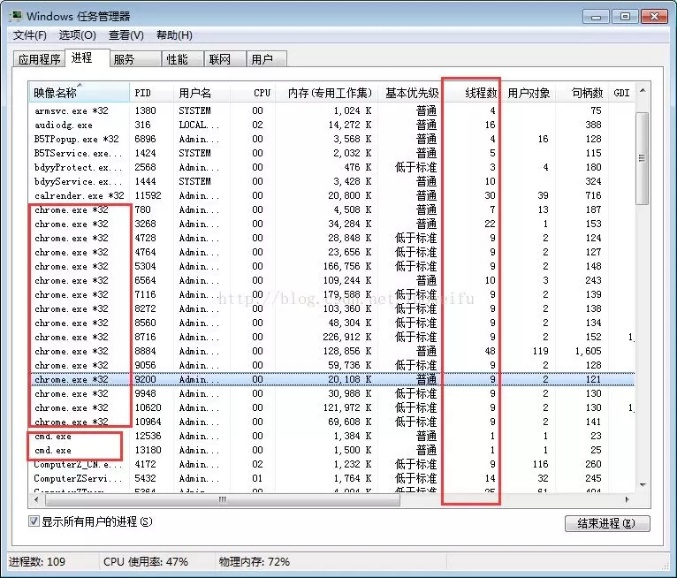 Windows 任务管理器
文件(F) 选项(O) 查看(V) 帮助(H)
应用程序 进程 服务 性能 联网 用户
映像名称 PID 用户名 CPU 内存(专用工作集) 基本优先级 线程数 用户对象 句柄数 GDI
armsvc.exe *32 1380 SYSTEM 00 1,024 K 普通 4 75
audiodg.exe 316 LOCAL... 02 14,272 K 普通 16 388
B5TPopup.exe *32 6896 Admin... 00 3,568 K 普通 4 16 128
B5TService.exe... 1424 SYSTEM 00 2,032 K 普通 5 115
bdyyProtect.ex... 2568 Admin... 00 156 K 低于标准 3 4 180
bdyyService.ex... 1444 SYSTEM 00 3,428 K 普通 10 324
calrender.exe *32 11592 Admin... 00 20,800 K 普通 30 39 716
chrome.exe *32 780 Admin... 00 4,508 K 普通 7 13 187
chrome.exe *32 3268 Admin... 00 34,284 K 普通 22 1 153
chrome.exe *32 4728 Admin... 00 28,848 K 低于标准 9 2 124
chrome.exe *32 4764 Admin... 00 23,656 K 低于标准 9 2 127
chrome.exe *32 5304 Admin... 00 166,756 K 低于标准 9 2 148
chrome.exe *32 6564 Admin... 00 109,244 K 普通 10 3 243
chrome.exe *32 7116 Admin... 00 179,588 K 低于标准 9 2 139
chrome.exe *32 8272 Admin... 00 103,360 K 低于标准 9 2 138
chrome.exe *32 8560 Admin... 00 48,304 K 低于标准 9 2 134
chrome.exe *32 8716 Admin... 00 226,912 K 低于标准 9 2 142 1,
chrome.exe *32 8884 Admin... 00 128,856 K 普通 48 119 1,605
chrome.exe *32 9056 Admin... 00 59,736 K 低于标准 9 2 128
chrome.exe *32 9200 Admin... 00 20,108 K 普通 9 2 121
chrome.exe *32 9948 Admin... 00 30,988 K 低于标准 9 2 130
chrome.exe *32 10620 Admin... 00 121,972 K 低于标准 9 2 130 1,
chrome.exe *32 10964 Admin... 00 69,608 K 低于标准 9 2 141
cmd.exe 12536 Admin... 00 1,384 K 普通 1 1 23
cmd.exe 13180 Admin... 00 1,500 K 普通 1 1 25
ComputerZ_CN.e... 4172 Admin... 02 1,232 K 低于标准 9 116 260
ComputerZServi... 5432 Admin... 01 1,764 K 低于标准 14 32 245
显示所有用户的进程(S) 结束进程(E)
进程数: 109 CPU 使用率: 47% 物理内存: 72%